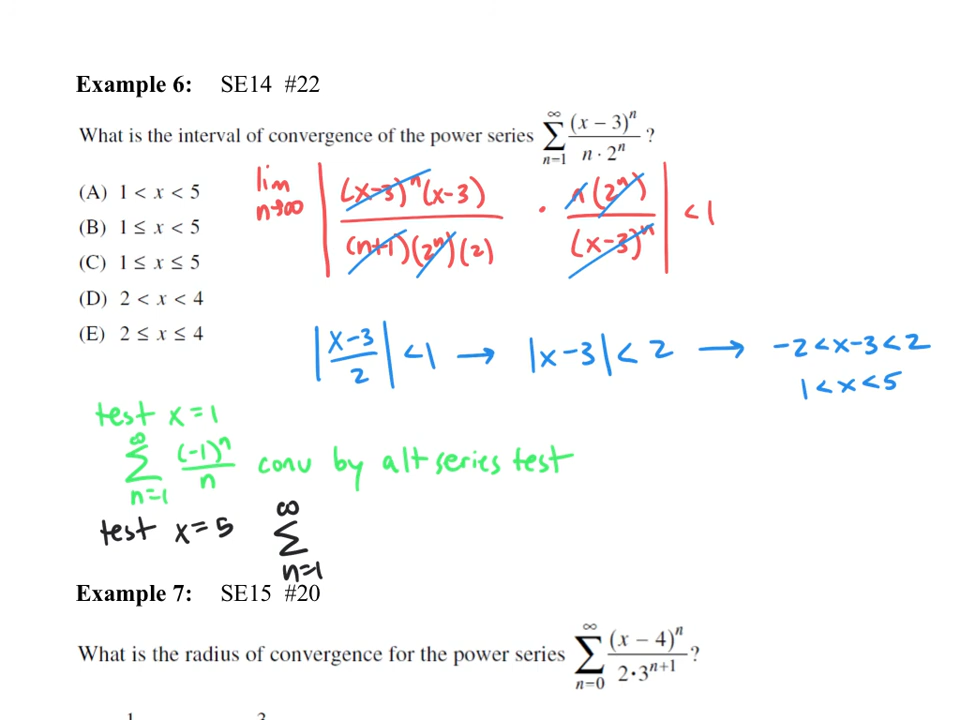 Example 6: SE14 #22
What is the interval of convergence of the power series ∑_{n=1}^{∞} (x − 3)^n / (n · 2^n) ?
(A) 1 < x < 5
(B) 1 ≤ x < 5
(C) 1 ≤ x ≤ 5
(D) 2 < x < 4
(E) 2 ≤ x ≤ 4
lim_{n→∞} | (x−3)^n (x−3) / ((n+1)(2^n)(2)) · n(2^n) / (x−3)^n | < 1
|(x−3)/2| < 1 → |x−3| < 2 → −2 < x−3 < 2
1 < x < 5
test x = 1
∑_{n=1}^{∞} (−1)^n / n conv by alt series test
test x = 5 ∑_{n=1}^{∞}
Example 7: SE15 #20
What is the radius of convergence for the power series ∑_{n=0}^{∞} (x − 4)^n / (2·3^{n+1}) ?
1 3